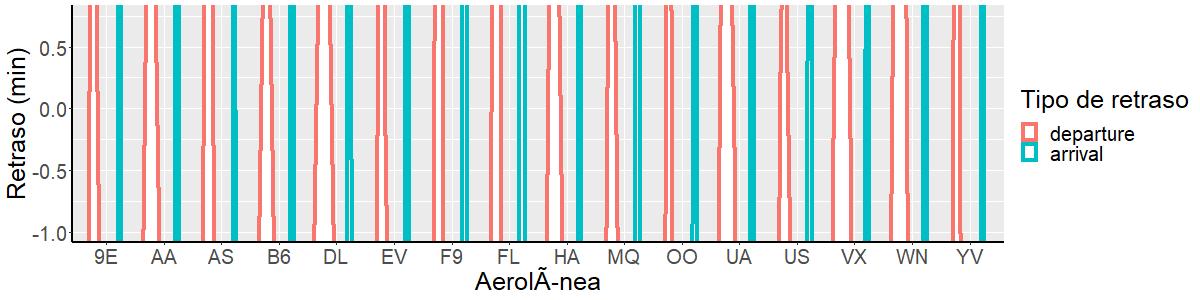 Retraso (min)
0.5
0.0
-0.5
-1.0
9E AA AS B6 DL EV F9 FL HA MQ OO UA US VX WN YV
AerolÃ-nea
Tipo de retraso
departure
arrival